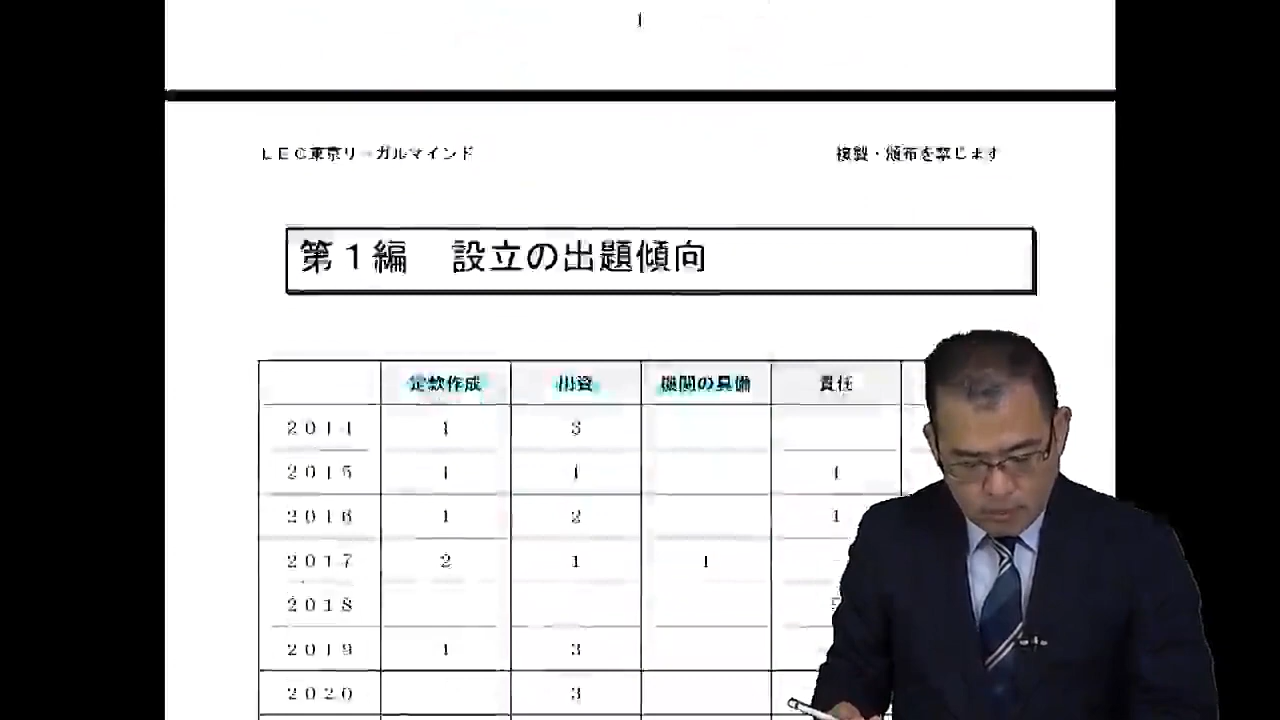 1
LEC東京リーガルマインド 複製・頒布を禁じます
第1編 設立の出題傾向
定款作成 出資 機関の具備 責任
2014 1 3
2015 1 1 1
2016 1 2 1
2017 2 1 1
2018
2019 1 3
2020 3